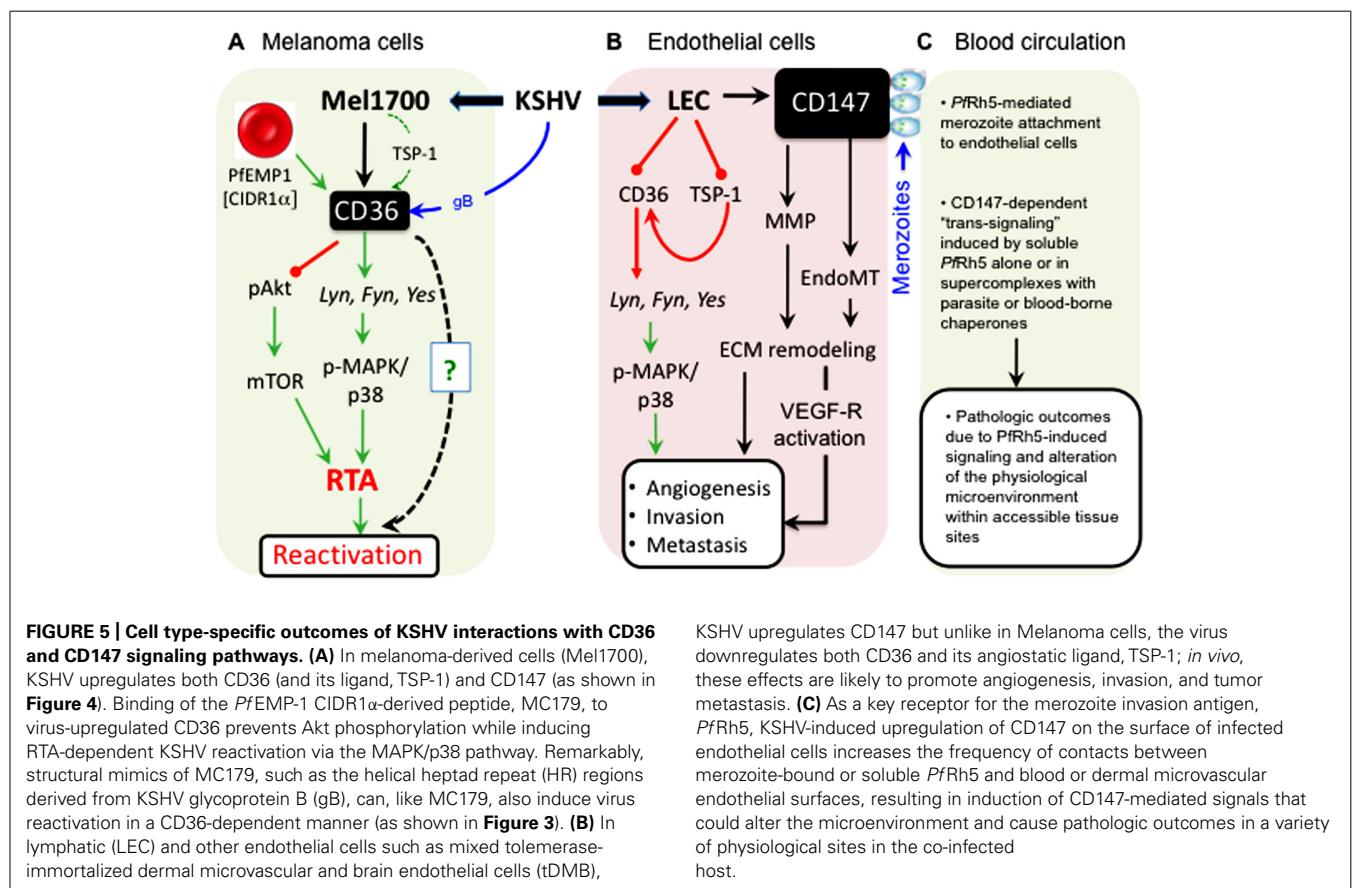 A Melanoma cells
B Endothelial cells
C Blood circulation
Mel1700
KSHV
LEC
CD147
TSP-1
PfEMP1
[CIDR1α]
CD36
gB
pAkt
Lyn, Fyn, Yes
mTOR
p-MAPK/
p38
?
RTA
Reactivation
CD36
TSP-1
Lyn, Fyn, Yes
p-MAPK/
p38
MMP
EndoMT
ECM remodeling
VEGF-R
activation
• Angiogenesis
• Invasion
• Metastasis
Merozoites
• PfRh5-mediated
merozoite attachment
to endothelial cells
• CD147-dependent
“trans-signaling”
induced by soluble
PfRh5 alone or in
supercomplexes with
parasite or blood-borne
chaperones
• Pathologic outcomes
due to PfRh5-induced
signaling and alteration
of the physiological
microenvironment
within accessible tissue
sites
FIGURE 5 | Cell type-specific outcomes of KSHV interactions with CD36
and CD147 signaling pathways. (A) In melanoma-derived cells (Mel1700),
KSHV upregulates both CD36 (and its ligand, TSP-1) and CD147 (as shown in
Figure 4). Binding of the PfEMP-1 CIDR1α-derived peptide, MC179, to
virus-upregulated CD36 prevents Akt phosphorylation while inducing
RTA-dependent KSHV reactivation via the MAPK/p38 pathway. Remarkably,
structural mimics of MC179, such as the helical heptad repeat (HR) regions
derived from KSHV glycoprotein B (gB), can, like MC179, also induce virus
reactivation in a CD36-dependent manner (as shown in Figure 3). (B) In
lymphatic (LEC) and other endothelial cells such as mixed tolemerase-
immortalized dermal microvascular and brain endothelial cells (tDMB),
KSHV upregulates CD147 but unlike in Melanoma cells, the virus
downregulates both CD36 and its angiostatic ligand, TSP-1; in vivo,
these effects are likely to promote angiogenesis, invasion, and tumor
metastasis. (C) As a key receptor for the merozoite invasion antigen,
PfRh5, KSHV-induced upregulation of CD147 on the surface of infected
endothelial cells increases the frequency of contacts between
merozoite-bound or soluble PfRh5 and blood or dermal microvascular
endothelial surfaces, resulting in induction of CD147-mediated signals that
could alter the microenvironment and cause pathologic outcomes in a variety
of physiological sites in the co-infected
host.